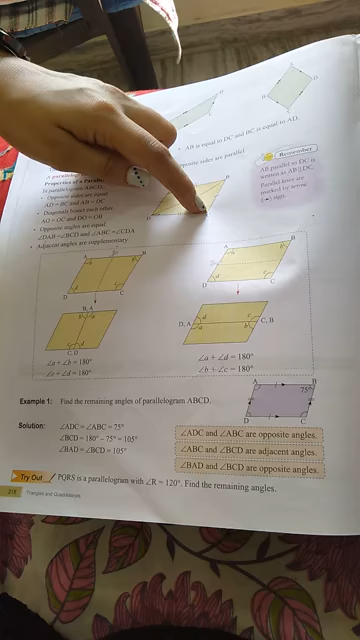 AB is equal to DC and BC is equal to AD.
opposite sides are parallel
Remember
AB parallel to DC is
written as AB || DC.
Parallel lines are
marked by arrow
sign.
A parallelogram
Properties of a
In parallelogram ABCD,
• Opposite sides are equal
AD = BC and AB = DC
• Diagonals bisect each other
AO = OC and DO = OB
• Opposite angles are equal
∠DAB = ∠BCD and ∠ABC = ∠CDA
• Adjacent angles are supplementary
A B
D C
A B
D C
B, A
C, D
D, A C, B
∠a + ∠b = 180°
∠c + ∠d = 180°
∠a + ∠d = 180°
∠b + ∠c = 180°
Example 1: Find the remaining angles of parallelogram ABCD.
A B
75°
D C
Solution: ∠ADC = ∠ABC = 75°
∠BCD = 180° − 75° = 105°
∠BAD = ∠BCD = 105°
∠ADC and ∠ABC are opposite angles.
∠ABC and ∠BCD are adjacent angles.
∠BAD and ∠BCD are opposite angles.
Try Out PQRS is a parallelogram with ∠R = 120°. Find the remaining angles.
218 Triangles and Quadrilaterals